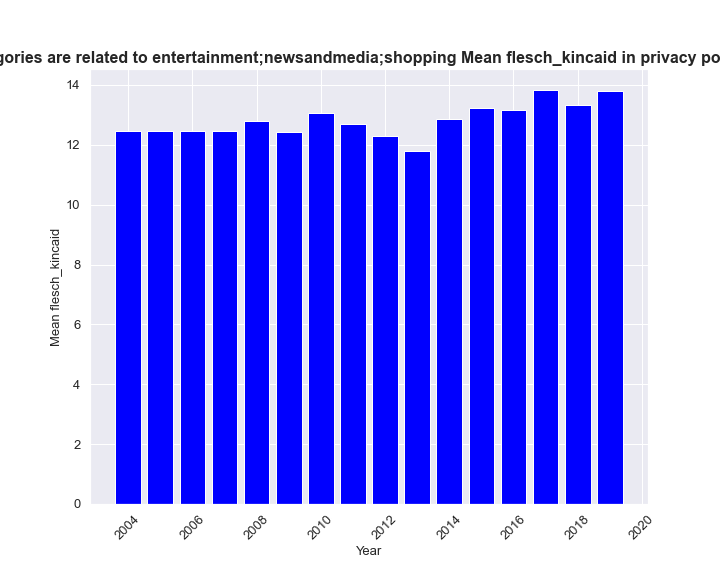 gories are related to entertainment;newsandmedia;shopping Mean flesch_kincaid in privacy po
14
12
10
8
6
4
2
0
Mean flesch_kincaid
2004 2006 2008 2010 2012 2014 2016 2018 2020
Year